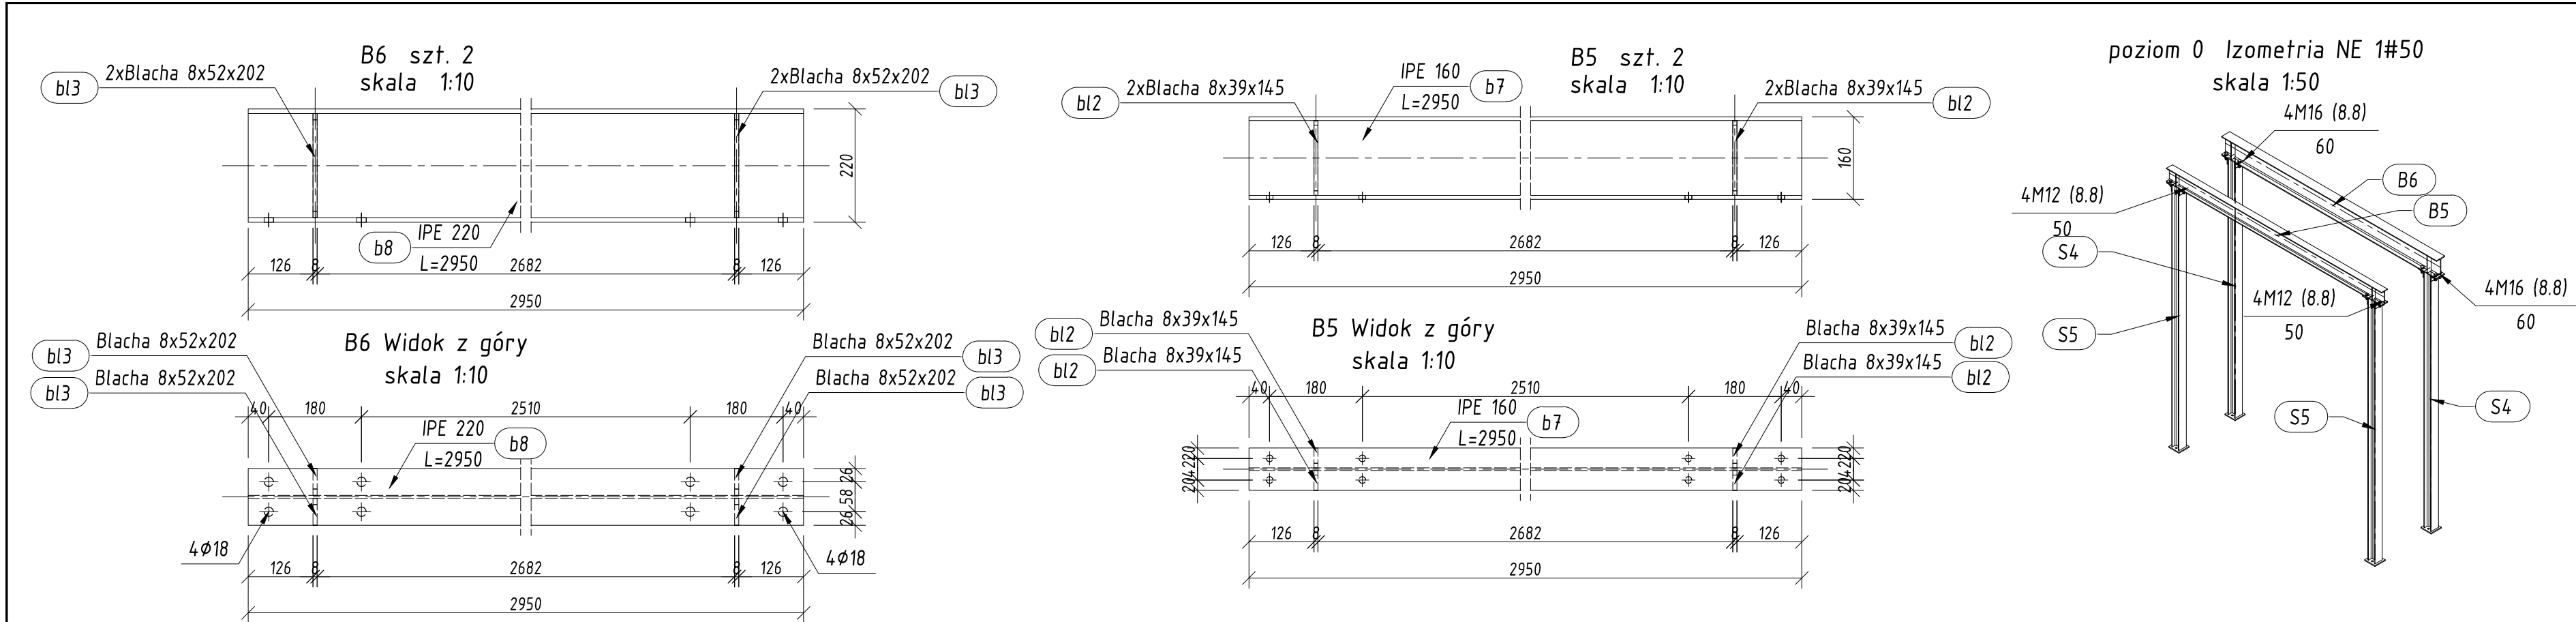 B6 szt. 2
skala 1:10
bl3
2xBlacha 8x52x202
2xBlacha 8x52x202
bl3
220
b8
IPE 220
L=2950
126
8
2682
8
126
2950
B6 Widok z góry
skala 1:10
bl3
Blacha 8x52x202
bl3
Blacha 8x52x202
Blacha 8x52x202
bl3
Blacha 8x52x202
bl3
40
180
2510
180
40
IPE 220
L=2950
b8
26
58
26
4Ø18
4Ø18
126
8
2682
8
126
2950
B5 szt. 2
skala 1:10
bl2
2xBlacha 8x39x145
IPE 160
L=2950
b7
2xBlacha 8x39x145
bl2
160
126
8
2682
8
126
2950
B5 Widok z góry
skala 1:10
bl2
Blacha 8x39x145
bl2
Blacha 8x39x145
Blacha 8x39x145
bl2
Blacha 8x39x145
bl2
40
180
2510
180
40
IPE 160
L=2950
b7
20
42
20
20
42
20
126
8
2682
8
126
2950
poziom 0 Izometria NE 1#50
skala 1:50
4M16 (8.8)
60
B6
B5
4M12 (8.8)
50
S4
S5
4M12 (8.8)
50
4M16 (8.8)
60
S5
S4